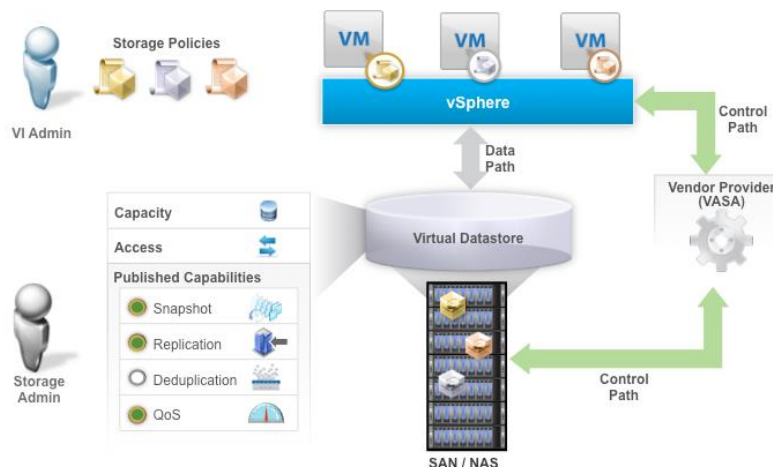 Storage Policies
VI Admin
VM
VM
VM
vSphere
Control
Path
Data
Path
Vendor Provider
(VASA)
Virtual Datastore
Capacity
Access
Published Capabilities
Snapshot
Replication
Deduplication
QoS
Storage
Admin
Control
Path
SAN / NAS